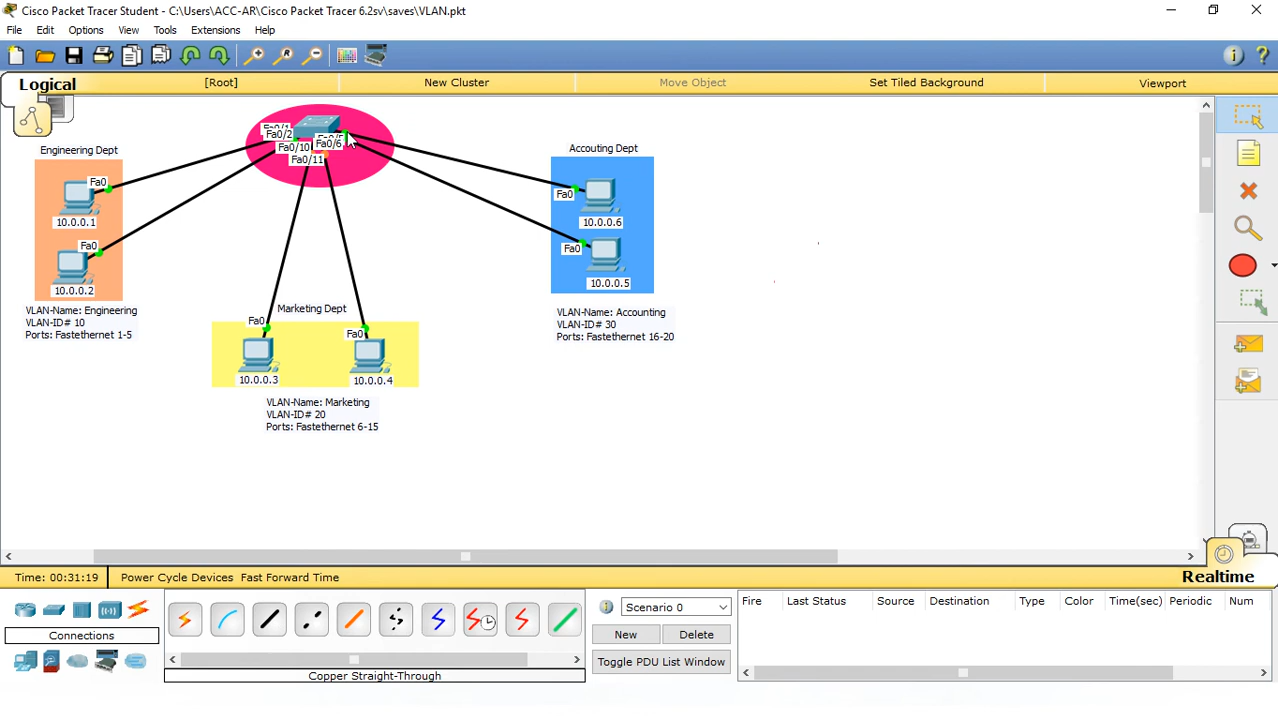 Cisco Packet Tracer Student - C:\Users\ACC-AR\Cisco Packet Tracer 6.2sv\saves\VLAN.pkt
File Edit Options View Tools Extensions Help
Logical [Root] New Cluster Move Object Set Tiled Background Viewport
Fa0/1
Fa0/2
Fa0/5
Fa0/6
Fa0/10
Fa0/11
Engineering Dept
Fa0
10.0.0.1
Fa0
10.0.0.2
VLAN-Name: Engineering
VLAN-ID# 10
Ports: Fastethernet 1-5
Marketing Dept
Fa0
Fa0
10.0.0.3
10.0.0.4
VLAN-Name: Marketing
VLAN-ID# 20
Ports: Fastethernet 6-15
Accouting Dept
Fa0
10.0.0.6
Fa0
10.0.0.5
VLAN-Name: Accounting
VLAN-ID# 30
Ports: Fastethernet 16-20
Time: 00:31:19 Power Cycle Devices Fast Forward Time
Realtime
Connections
Copper Straight-Through
Scenario 0
New Delete
Toggle PDU List Window
Fire Last Status Source Destination Type Color Time(sec) Periodic Num